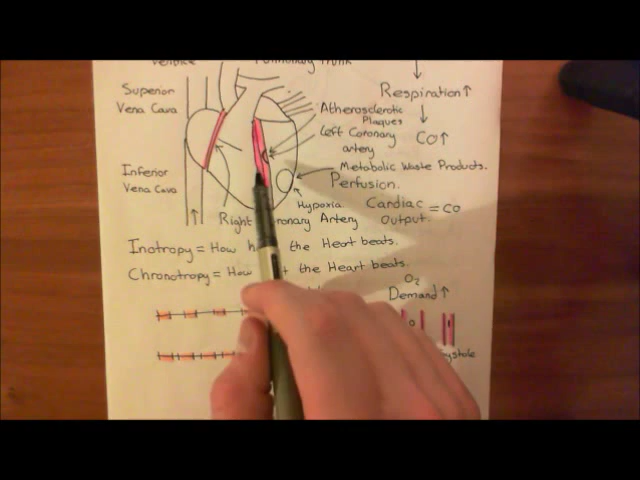 Ventricle Pulmonary Trunk
Superior
Vena Cava
Respiration↑
Atherosclerotic
Plaques
Left Coronary
artery
CO↑
Metabolic Waste Products.
Inferior
Vena Cava
Perfusion.
Hypoxia.
Cardiac = CO
Output.
Right Coronary Artery
Inotropy = How the Heart beats.
Chronotropy = How the Heart beats.
O2
Demand↑